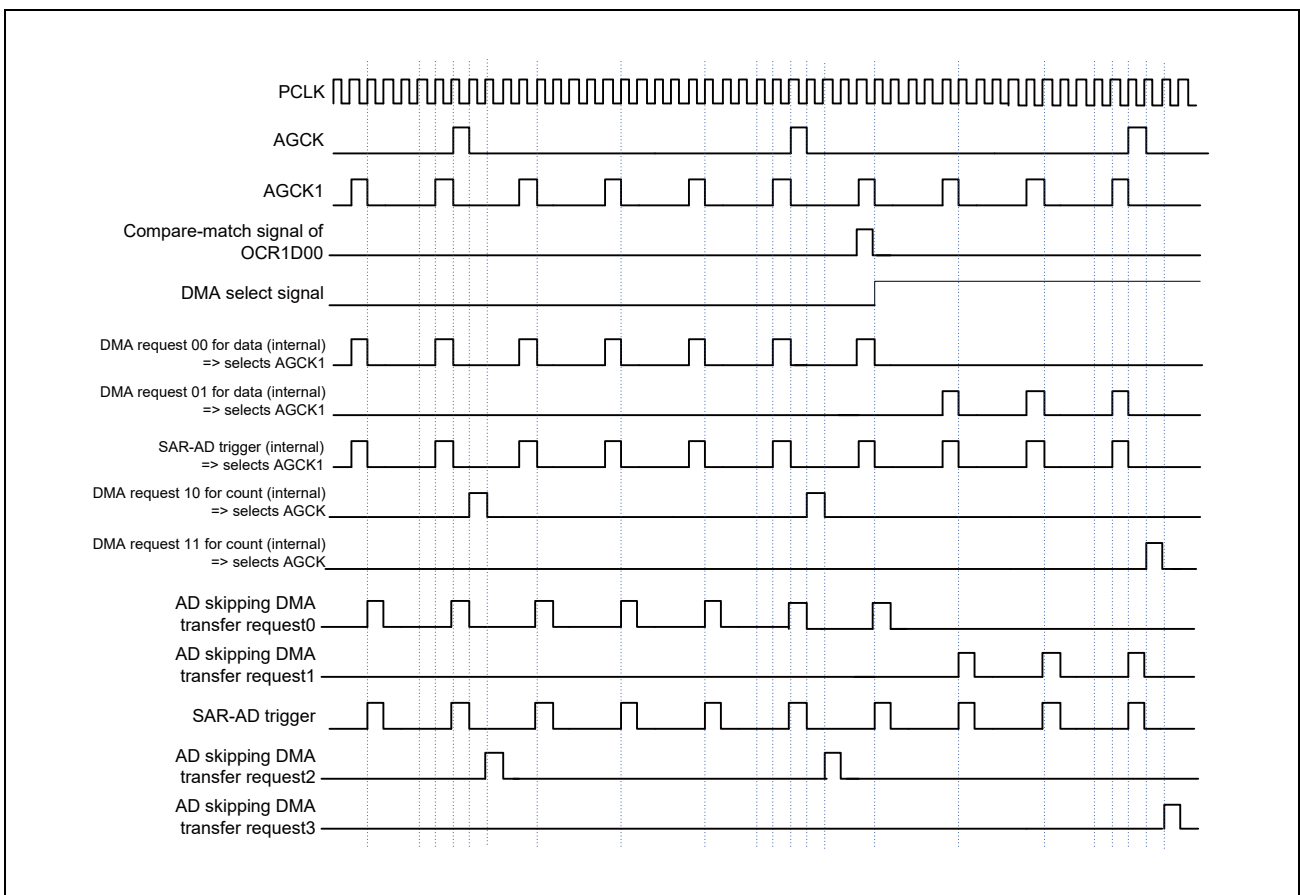 PCLK
AGCK
AGCK1
Compare-match signal of
OCR1D00
DMA select signal
DMA request 00 for data (internal)
=> selects AGCK1
DMA request 01 for data (internal)
=> selects AGCK1
SAR-AD trigger (internal)
=> selects AGCK1
DMA request 10 for count (internal)
=> selects AGCK
DMA request 11 for count (internal)
=> selects AGCK
AD skipping DMA
transfer request0
AD skipping DMA
transfer request1
SAR-AD trigger
AD skipping DMA
transfer request2
AD skipping DMA
transfer request3